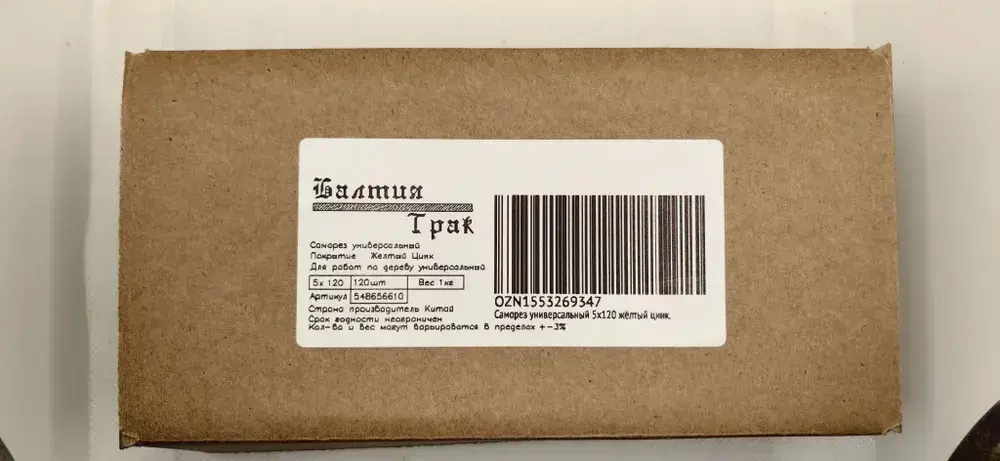 Балтия
Трак
Саморез универсальный
Покрытие Желтый Цинк
Для работ по дереву универсальный
5х 120 120шт Вес 1кг
Артикул 548656610
Страна производитель Китай
Срок годности неограничен
Кол-ва и вес могут варьироватся в пределах +-3%
OZN1553269347
Саморез универсальный 5х120 жёлтый цинк.